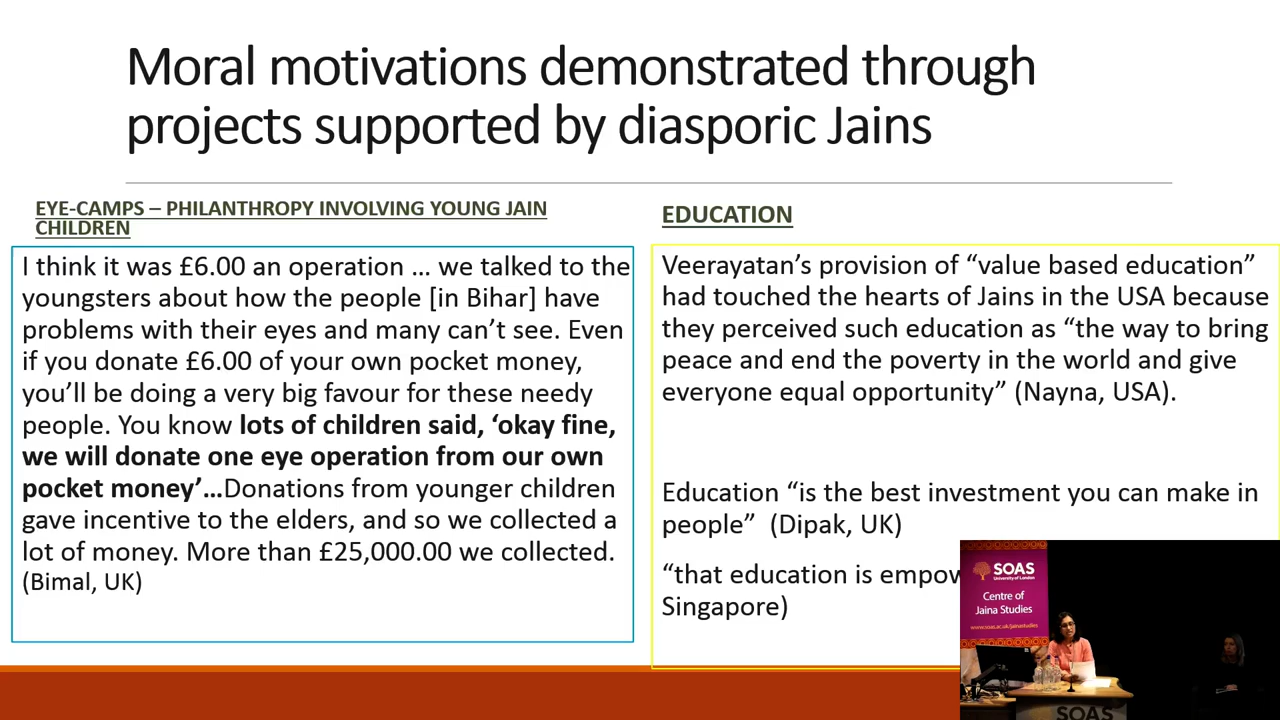 Moral motivations demonstrated through
projects supported by diasporic Jains
EYE-CAMPS – PHILANTHROPY INVOLVING YOUNG JAIN
CHILDREN
I think it was £6.00 an operation … we talked to the
youngsters about how the people [in Bihar] have
problems with their eyes and many can’t see. Even
if you donate £6.00 of your own pocket money,
you’ll be doing a very big favour for these needy
people. You know lots of children said, ‘okay fine,
we will donate one eye operation from our own
pocket money’…Donations from younger children
gave incentive to the elders, and so we collected a
lot of money. More than £25,000.00 we collected.
(Bimal, UK)
EDUCATION
Veerayatan’s provision of “value based education”
had touched the hearts of Jains in the USA because
they perceived such education as “the way to bring
peace and end the poverty in the world and give
everyone equal opportunity” (Nayna, USA).
Education “is the best investment you can make in
people” (Dipak, UK)
“that education is empow
Singapore)
SOAS
University of London
Centre of
Jaina Studies
www.soas.ac.uk/jainastudies
SOAS